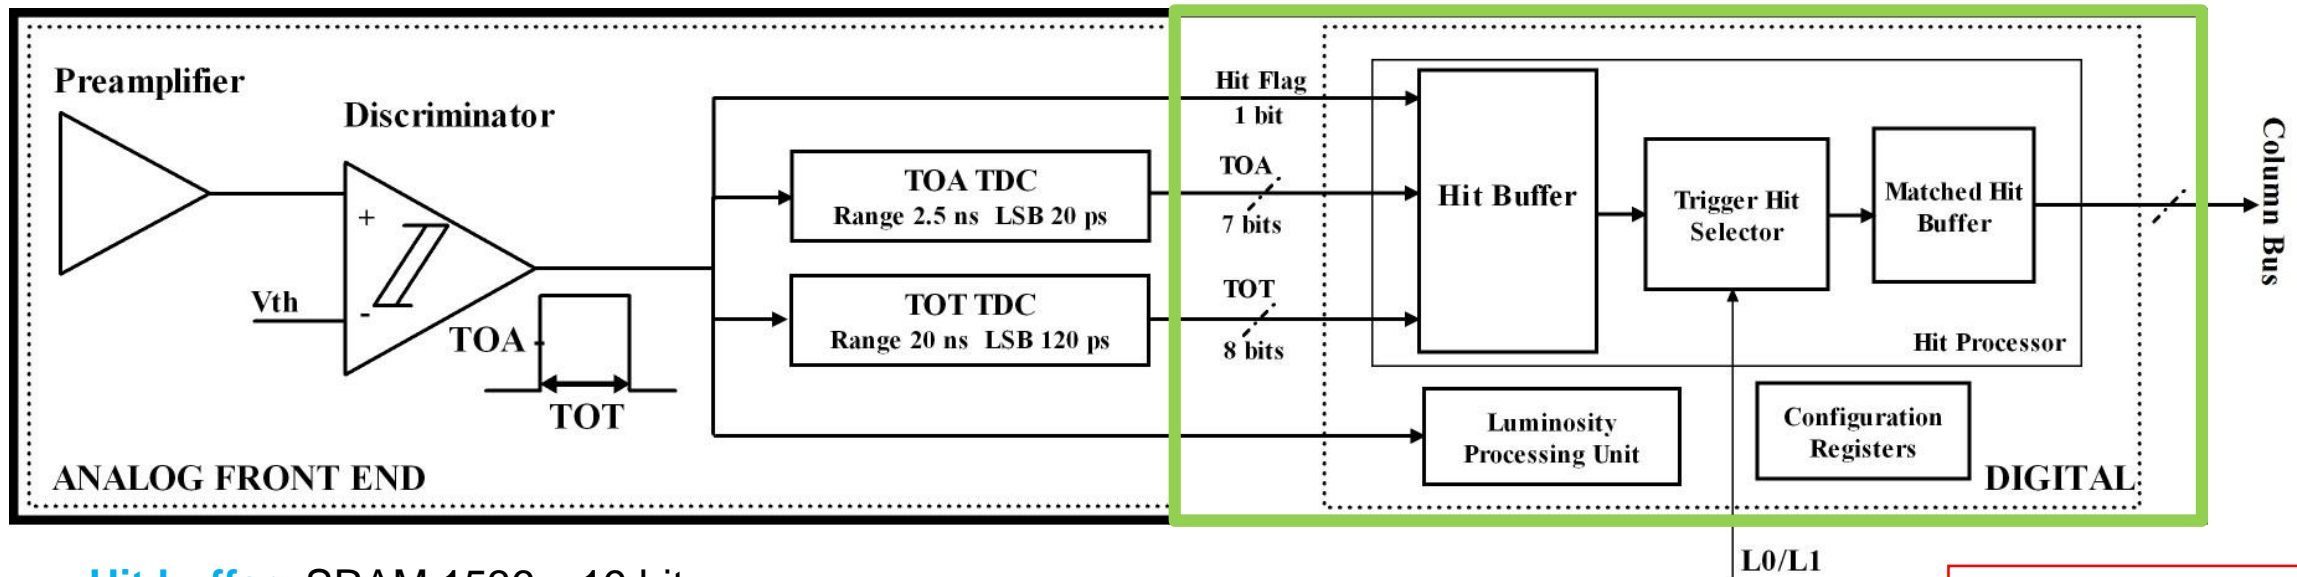 Preamplifier
Discriminator
Vth
+
-
TOA
TOT
TOA TDC
Range 2.5 ns LSB 20 ps
TOT TDC
Range 20 ns LSB 120 ps
ANALOG FRONT END
Hit Flag
1 bit
TOA
7 bits
TOT
8 bits
Hit Buffer
Trigger Hit
Selector
Matched Hit
Buffer
Hit Processor
Luminosity
Processing Unit
Configuration
Registers
DIGITAL
Column Bus
L0/L1